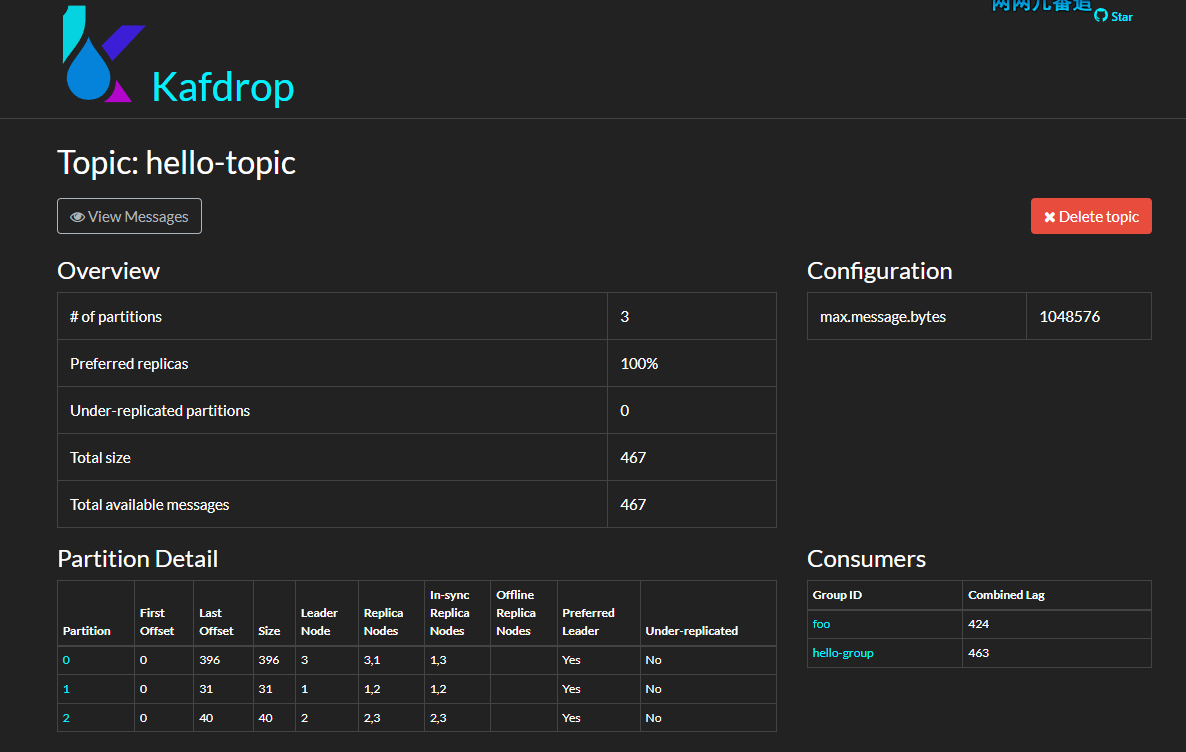 Star
Kafdrop
Topic: hello-topic
View Messages
Delete topic
Overview
# of partitions 3
Preferred replicas 100%
Under-replicated partitions 0
Total size 467
Total available messages 467
Configuration
max.message.bytes 1048576
Partition Detail
Partition First Offset Last Offset Size Leader Node Replica Nodes In-sync Replica Nodes Offline Replica Nodes Preferred Leader Under-replicated
0 0 396 396 3 3,1 1,3 Yes No
1 0 31 31 1 1,2 1,2 Yes No
2 0 40 40 2 2,3 2,3 Yes No
Consumers
Group ID Combined Lag
foo 424
hello-group 463